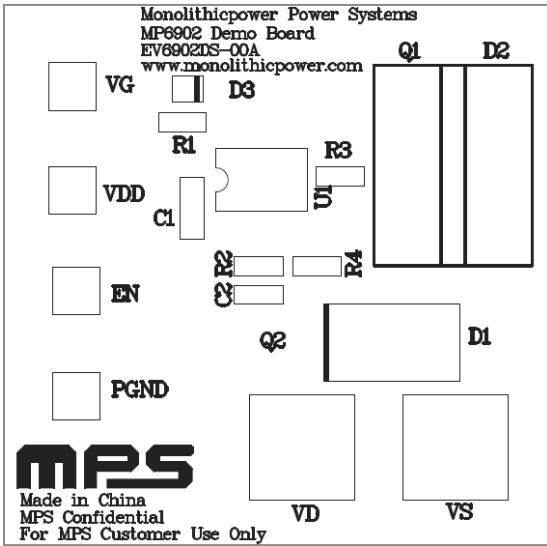 Monolithicpower Power Systems
MP6902 Demo Board
EV6902DS-00A
www.monolithicpower.com
Q1
D2
VG
D3
R1
R3
VDD
C1
U1
R2
R4
C2
EN
Q2
D1
PGND
MPS
VD
VS
Made in China
MPS Confidential
For MPS Customer Use Only